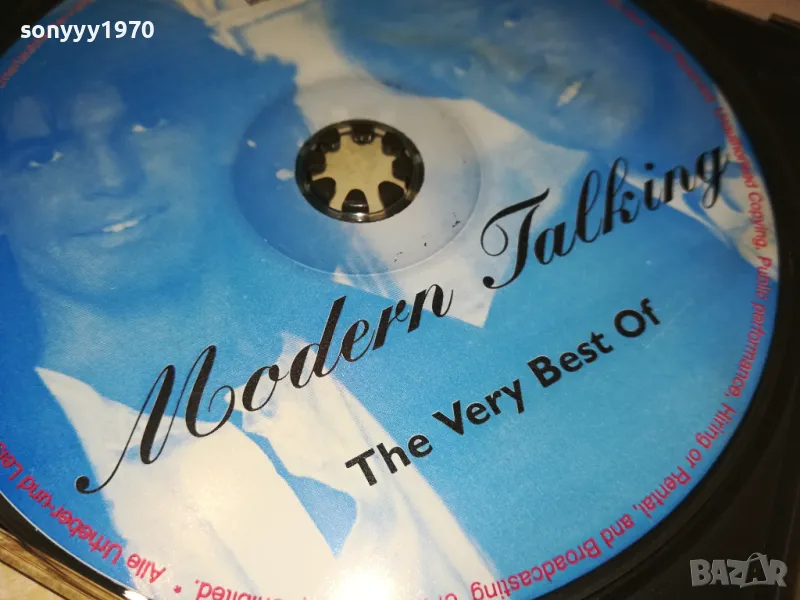 sonyyy1970
Modern Talking
The Very Best Of
Copying, Public performance, Hiring or Rental, and Broadcasting
* Alle Urheber-und
BAZAR